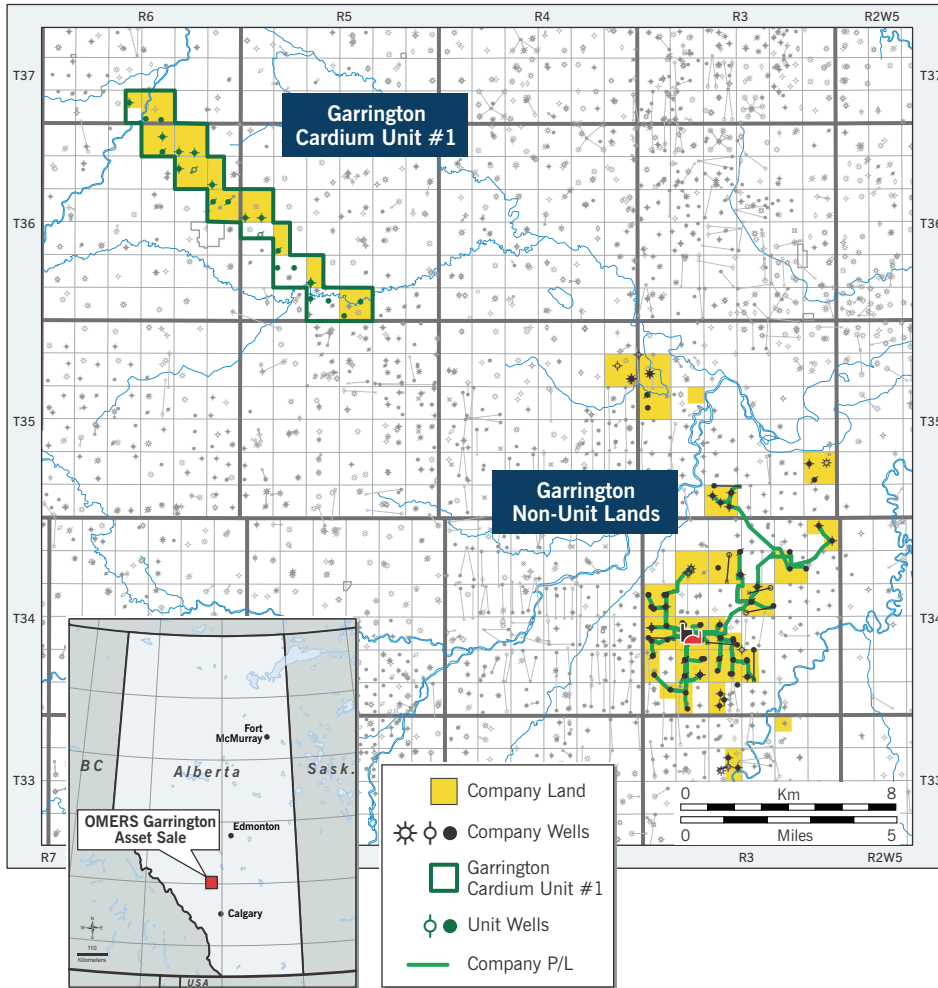 R6
R5
R4
R3
R2W5
T37
T37
Garrington
Cardium Unit #1
T36
T36
T35
T35
Garrington
Non-Unit Lands
T34
T34
T33
T33
Fort
McMurray
BC
Alberta
Sask.
OMERS Garrington
Asset Sale
Edmonton
Calgary
N
W
E
S
110
Kilometers
USA
Company Land
Company Wells
Garrington
Cardium Unit #1
Unit Wells
Company P/L
0 Km 8
0 Miles 5
R7
R3
R2W5